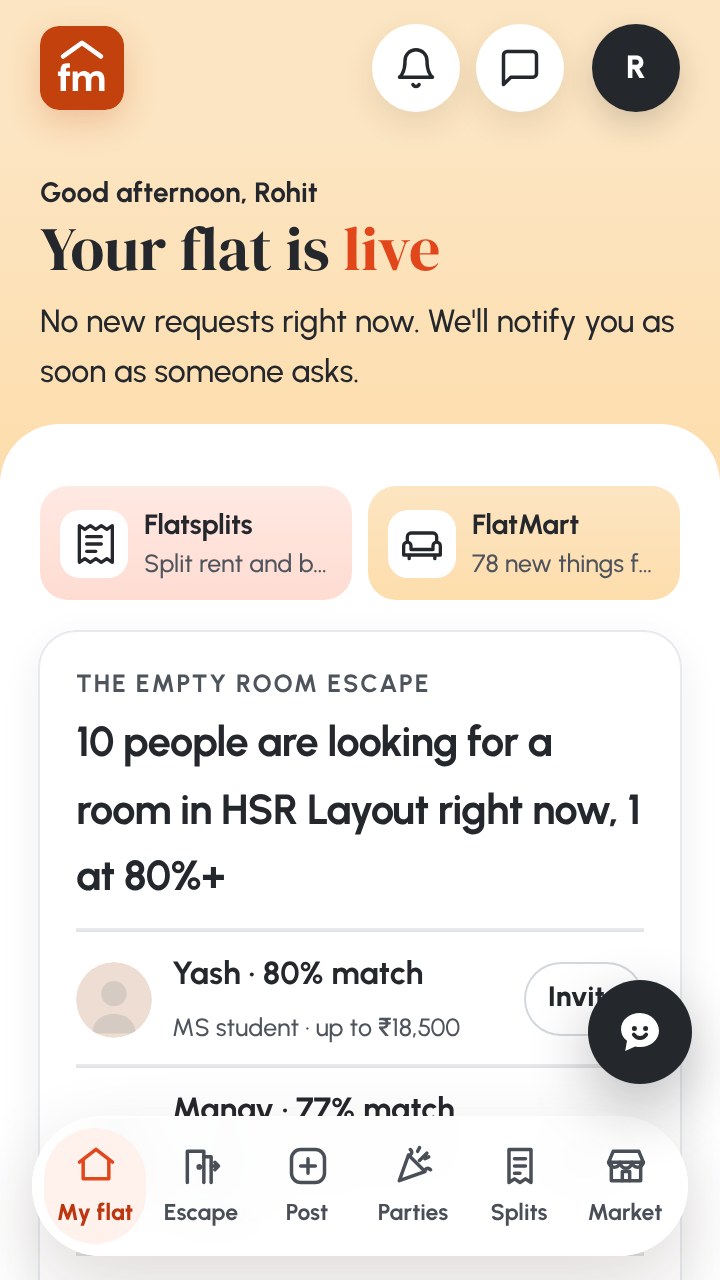 fm
R
Good afternoon, Rohit
Your flat is live
No new requests right now. We'll notify you as
soon as someone asks.
Flatsplits
Split rent and b...
FlatMart
78 new things f...
THE EMPTY ROOM ESCAPE
10 people are looking for a
room in HSR Layout right now, 1
at 80%+
Yash · 80% match
MS student · up to ₹18,500
Manav · 77% match
My flat
Escape
Post
Parties
Splits
Market